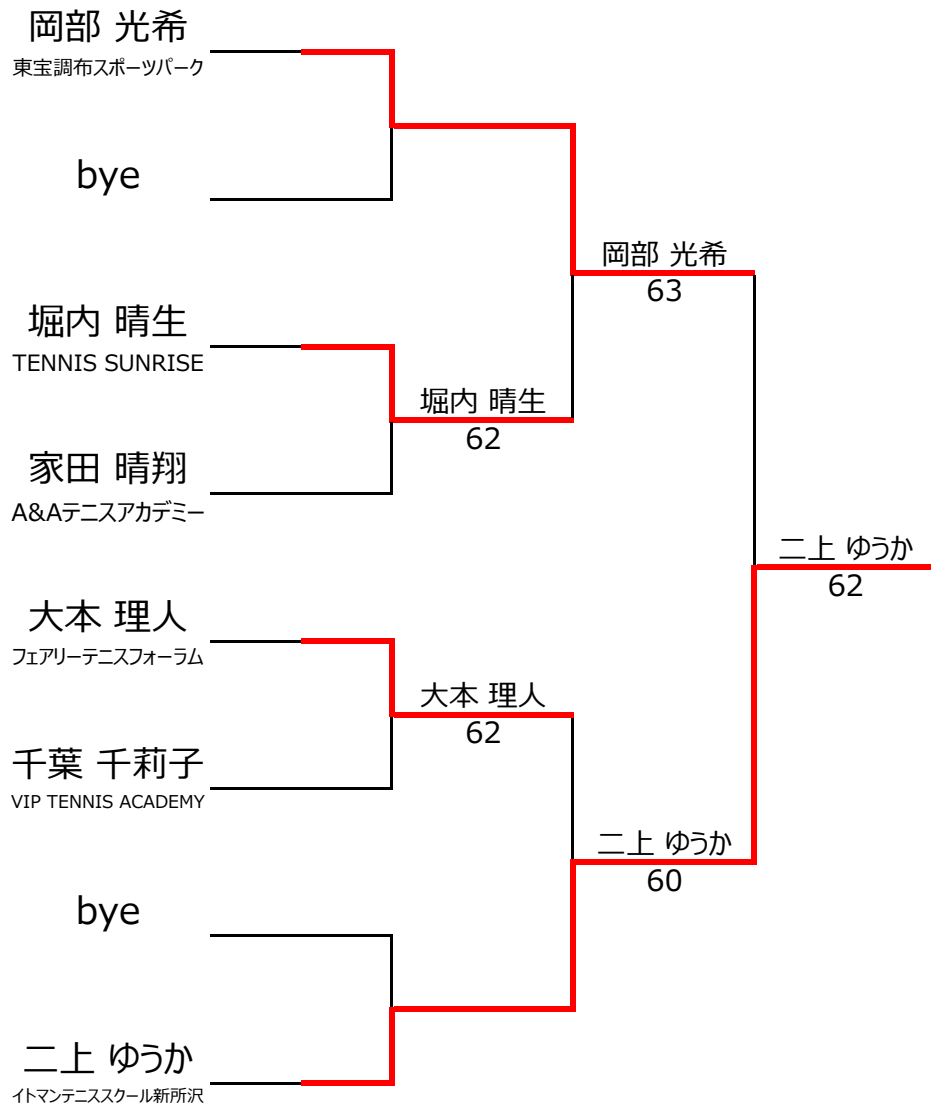 岡部 光希
東宝調布スポーツパーク
bye
岡部 光希
63
堀内 晴生
TENNIS SUNRISE
堀内 晴生
62
家田 晴翔
A&Aテニスアカデミー
二上 ゆうか
62
大本 理人
フェアリーテニスフォーラム
大本 理人
62
千葉 千莉子
VIP TENNIS ACADEMY
二上 ゆうか
60
bye
二上 ゆうか
イトマンテニススクール新所沢